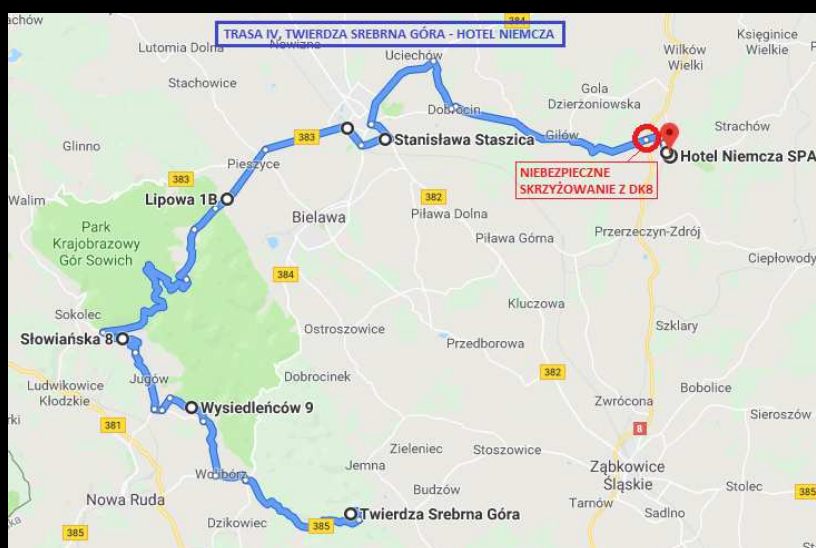 achów
384
Księginice
Wielkie
TRASA IV, TWIERDZA SREBRNA GÓRA - HOTEL NIEMCZA
Lutomia Dolna
Nowizna
Wilków
Wielki
Uciechów
Stachowice
Gola
Dzierżoniowska
Dobrocin
Strachów
383
Gilów
Glinno
Stanisława Staszica
Hotel Niemcza SPA
Pieszyce
NIEBEZPIECZNE
SKRZYŻOWANIE Z DK8
383
Walim
Lipowa 1B
382
Bielawa
Piława Dolna
Park
Krajobrazowy
Gór Sowich
Piława Górna
Przerzeczyn-Zdrój
Ciepłowody
384
Kluczowa
Sokolec
Szklary
Ostroszowice
Słowiańska 8
Przedborowa
Jugów
Dobrocinek
382
Ludwikowice
Kłodzkie
Bobolice
Wysiedleńców 9
Zwrócona
Sieroszów
381
8
Zieleniec
Stoszowice
Jemna
Ząbkowice
Śląskie
Wolibórz
Stolec
385
Nowa Ruda
Budzów
Twierdza Srebrna Góra
Tarnów
Sadlno
Dzikowiec
385
385